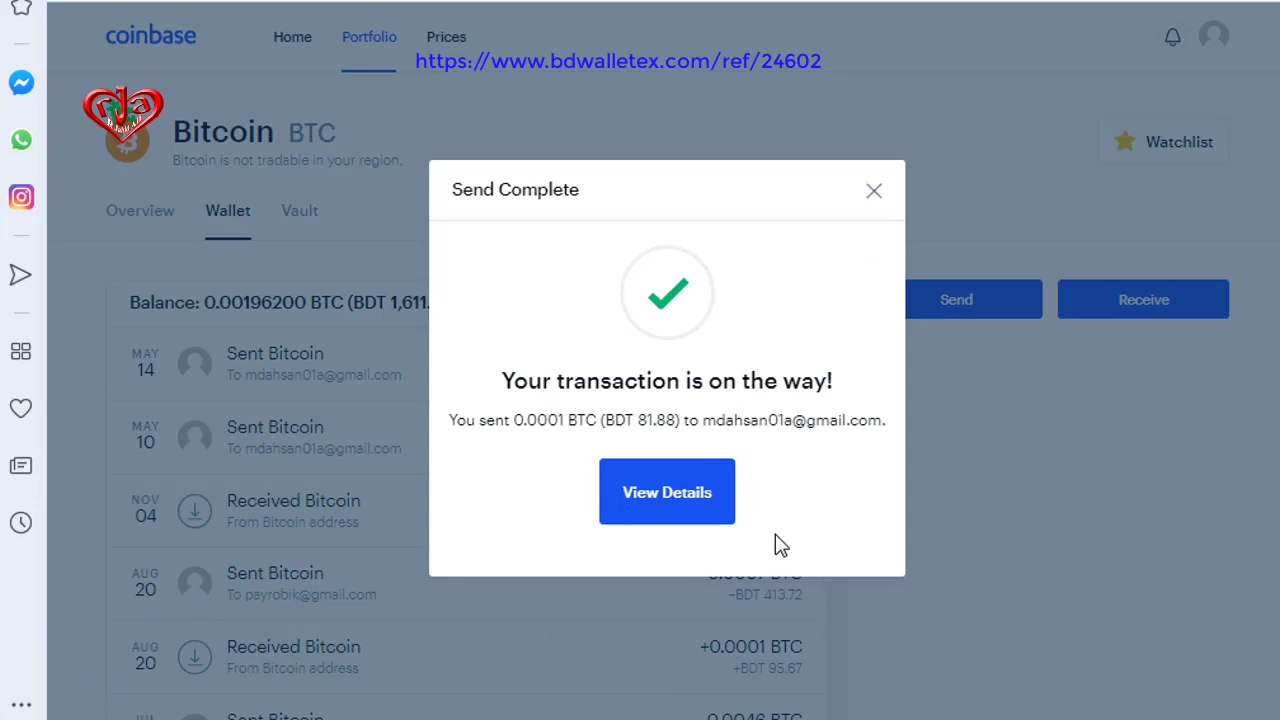 coinbase
Home
Portfolio
Prices
https://www.bdwalletex.com/ref/24602
rja
Bitcoin BTC
Bitcoin is not tradable in your region.
Watchlist
Overview
Wallet
Vault
Send Complete
Balance: 0.00196200 BTC (BDT 1,611.
Send
Receive
MAY
14
Sent Bitcoin
To mdahsan01a@gmail.com
Your transaction is on the way!
You sent 0.0001 BTC (BDT 81.88) to mdahsan01a@gmail.com.
View Details
MAY
10
Sent Bitcoin
To mdahsan01a@gmail.com
NOV
04
Received Bitcoin
From Bitcoin address
AUG
20
Sent Bitcoin
To payrobik@gmail.com
−BDT 413.72
AUG
20
Received Bitcoin
From Bitcoin address
+0.0001 BTC
+BDT 95.67
Sent Bitcoin